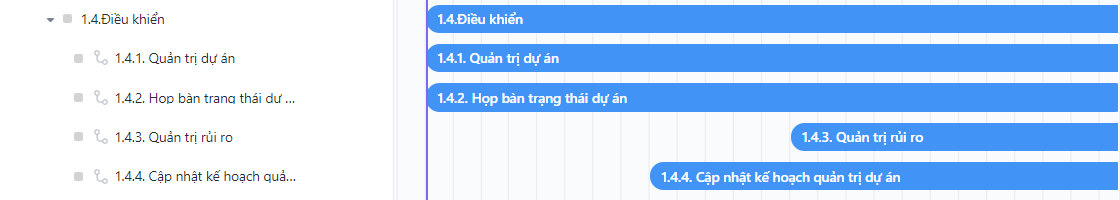 1.4.Điều khiển
1.4.Điều khiển
1.4.1. Quản trị dự án
1.4.1. Quản trị dự án
1.4.2. Họp bàn trạng thái dự ...
1.4.2. Họp bàn trạng thái dự án
1.4.3. Quản trị rủi ro
1.4.3. Quản trị rủi ro
1.4.4. Cập nhật kế hoạch quả...
1.4.4. Cập nhật kế hoạch quản trị dự án